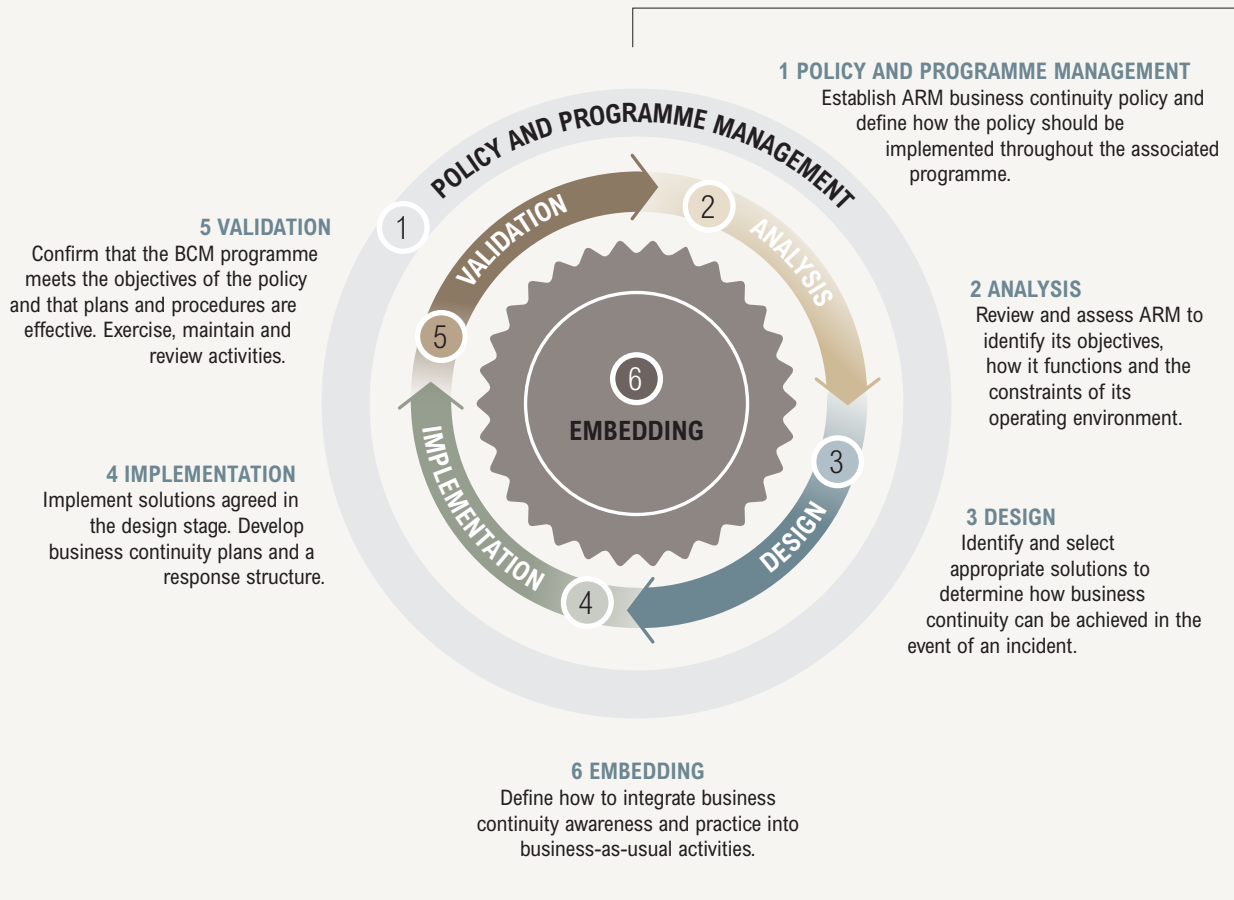 1 POLICY AND PROGRAMME MANAGEMENT
Establish ARM business continuity policy and
define how the policy should be
implemented throughout the associated
programme.
2 ANALYSIS
Review and assess ARM to
identify its objectives,
how it functions and the
constraints of its
operating environment.
3 DESIGN
Identify and select
appropriate solutions to
determine how business
continuity can be achieved in the
event of an incident.
4 IMPLEMENTATION
Implement solutions agreed in
the design stage. Develop
business continuity plans and a
response structure.
5 VALIDATION
Confirm that the BCM programme
meets the objectives of the policy
and that plans and procedures are
effective. Exercise, maintain and
review activities.
6 EMBEDDING
Define how to integrate business
continuity awareness and practice into
business-as-usual activities.
1
POLICY AND PROGRAMME MANAGEMENT
2
ANALYSIS
3
DESIGN
4
IMPLEMENTATION
5
VALIDATION
6
EMBEDDING